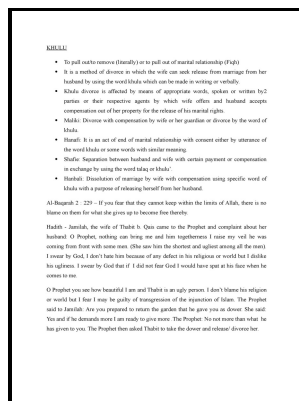 KHULU
• To pull out/to remove (literally) or to pull out of marital relationship (Fiqh)
• It is a method of divorce in which the wife can seek release from marriage from her
husband by using the word khulu which can be made in writing or verbally.
• Khulu divorce is affected by means of appropriate words, spoken or written by2
parties or their respective agents by which wife offers and husband accepts
compensation out of her property for the release of his marital rights.
• Maliki: Divorce with compensation by wife or her guardian or divorce by the word of
khulu.
• Hanafi: It is an act of end of marital relationship with consent either by utterance of
the word khulu or some words with similar meaning.
• Shafie: Separation between husband and wife with certain payment or compensation
in exchange by using the word talaq or khulu'.
• Hanbali: Dissolution of marriage by wife with compensation using specific word of
khulu with a purpose of releasing herself from her husband.
Al-Baqarah 2 : 229 – If you fear that they cannot keep within the limits of Allah, there is no
blame on them for what she gives up to become free thereby.
Hadith - Jamilah, the wife of Thabit b. Qais came to the Prophet and complaint about her
husband: O Prophet, nothing can bring me and him togetherness I raise my veil he was
coming from front with some men. (She saw him the shortest and ugliest among all the men).
I swear by God, I don't hate him because of any defect in his religious or world but I dislike
his ugliness. I swear by God that if I did not fear God I would have spat at his face when he
comes to me.
O Prophet you see how beautiful I am and Thabit is an ugly person. I don't blame his religion
or world but I fear I may be guilty of transgression of the injunction of Islam. The Prophet
said to Jamilah: Are you prepared to return the garden that he gave you as dower. She said:
Yes and if he demands more I am ready to give more. The Prophet: No not more than what he
has given to you. The Prophet then asked Thabit to take the dower and release/ divorce her.